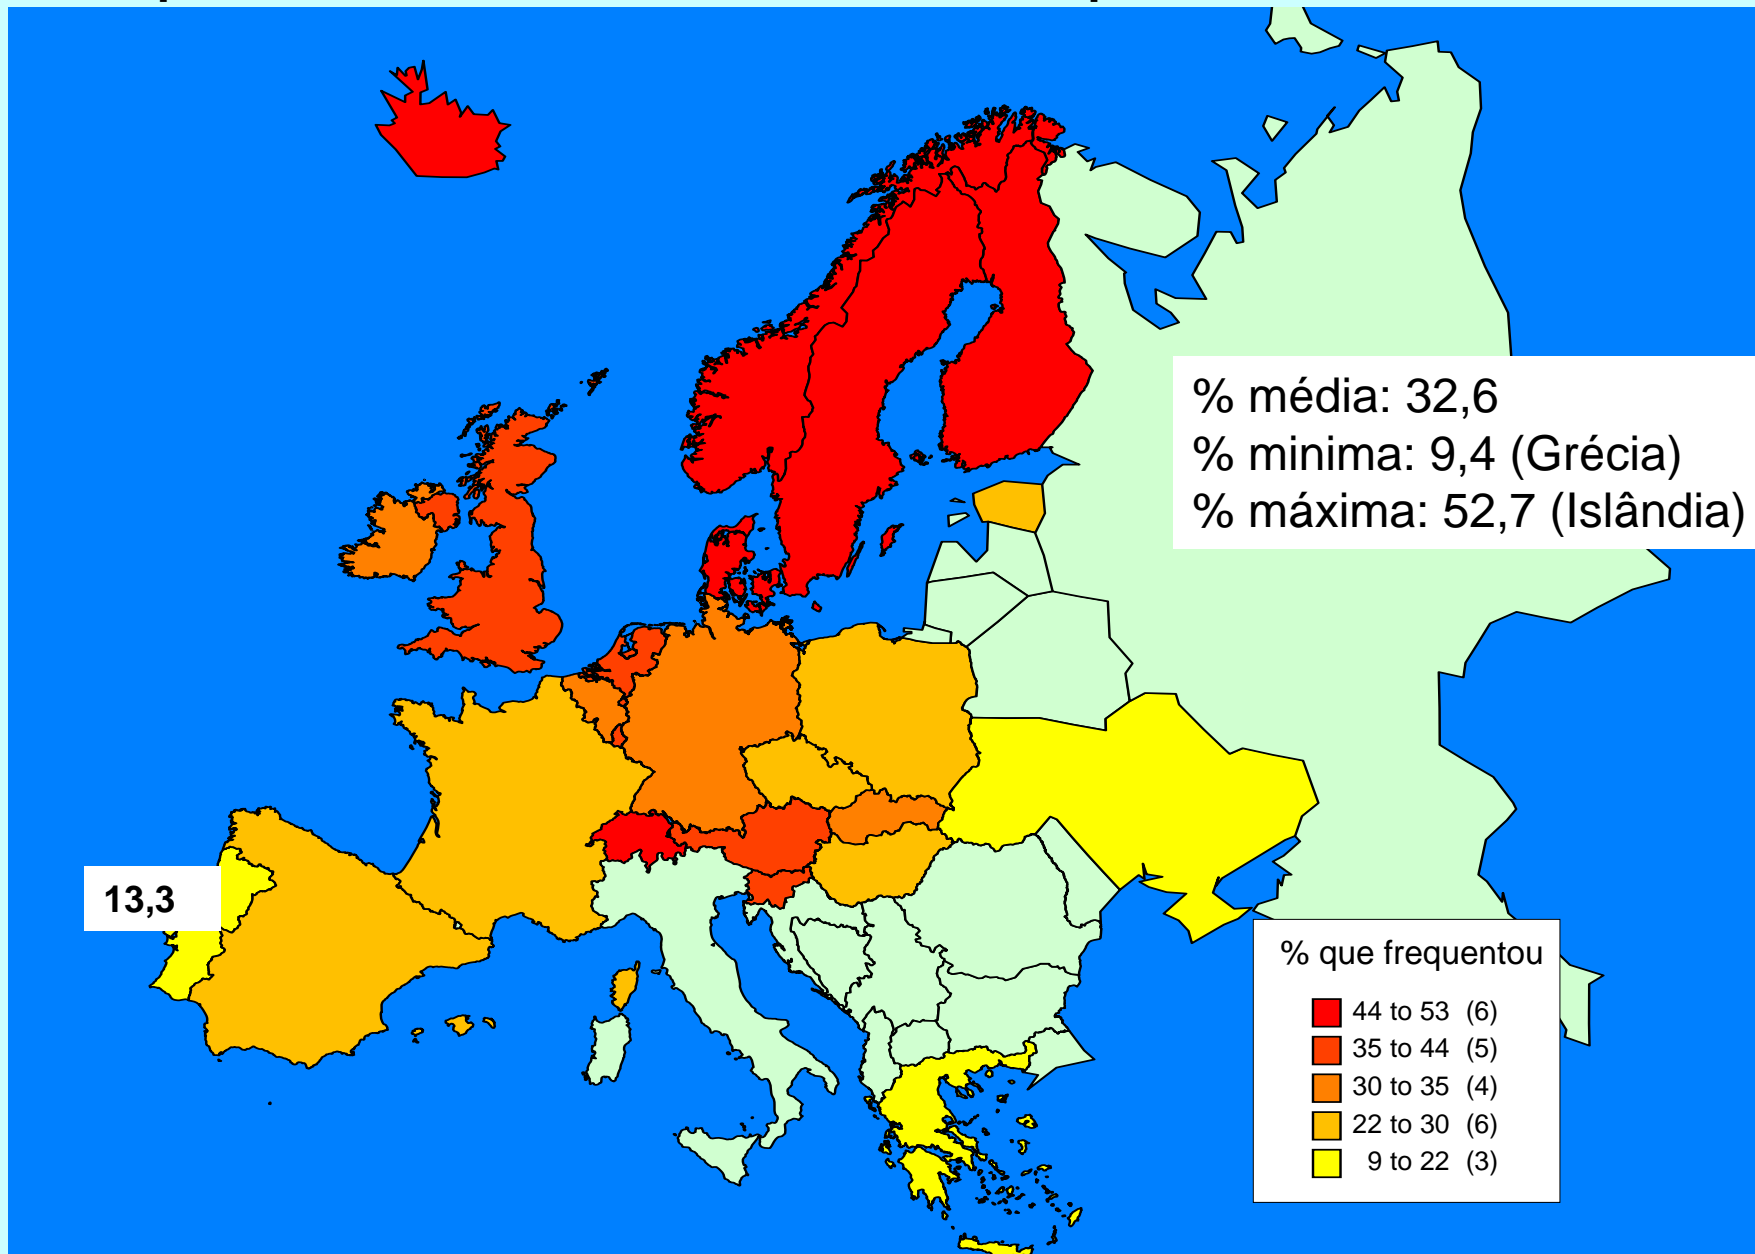 % média: 32,6
% minima: 9,4 (Grécia)
% máxima: 52,7 (Islândia)
13,3
% que frequentou
44 to 53 (6)
35 to 44 (5)
30 to 35 (4)
22 to 30 (6)
9 to 22 (3)